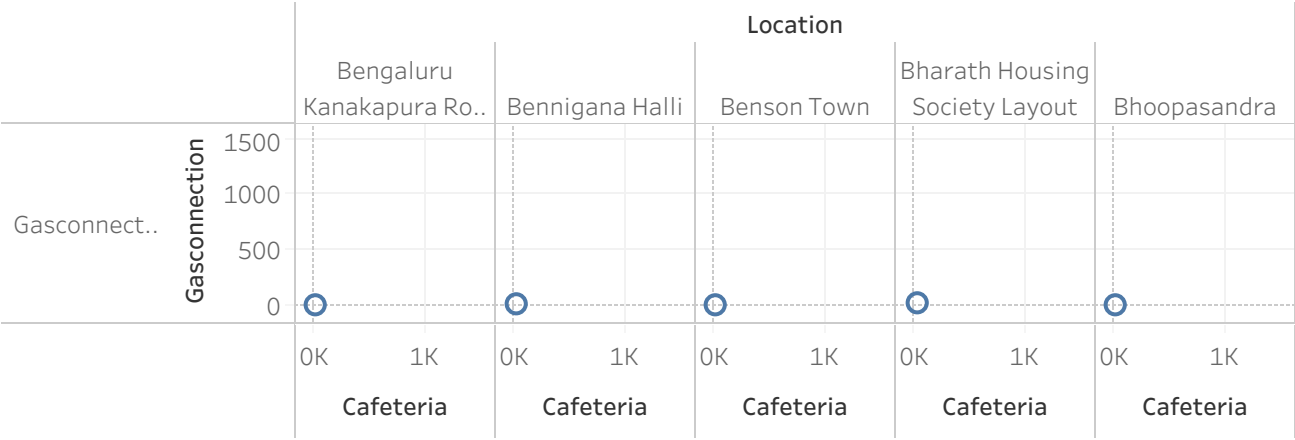 Location
Bengaluru
Kanakapura Ro..
Bennigana Halli
Benson Town
Bharath Housing
Society Layout
Bhoopasandra
Gasconnect..
Gasconnection
1500
1000
500
0
0K 1K 0K 1K 0K 1K 0K 1K 0K 1K
Cafeteria Cafeteria Cafeteria Cafeteria Cafeteria